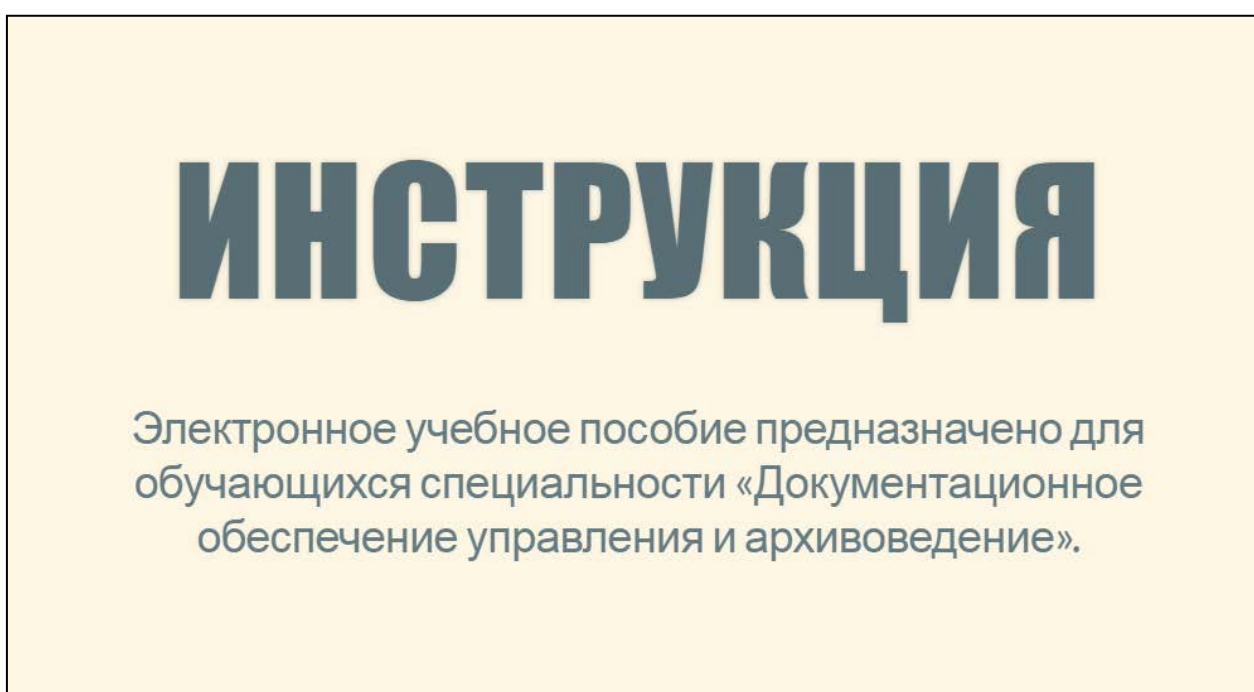 ИНСТРУКЦИЯ
Электронное учебное пособие предназначено для
обучающихся специальности «Документационное
обеспечение управления и архивоведение».